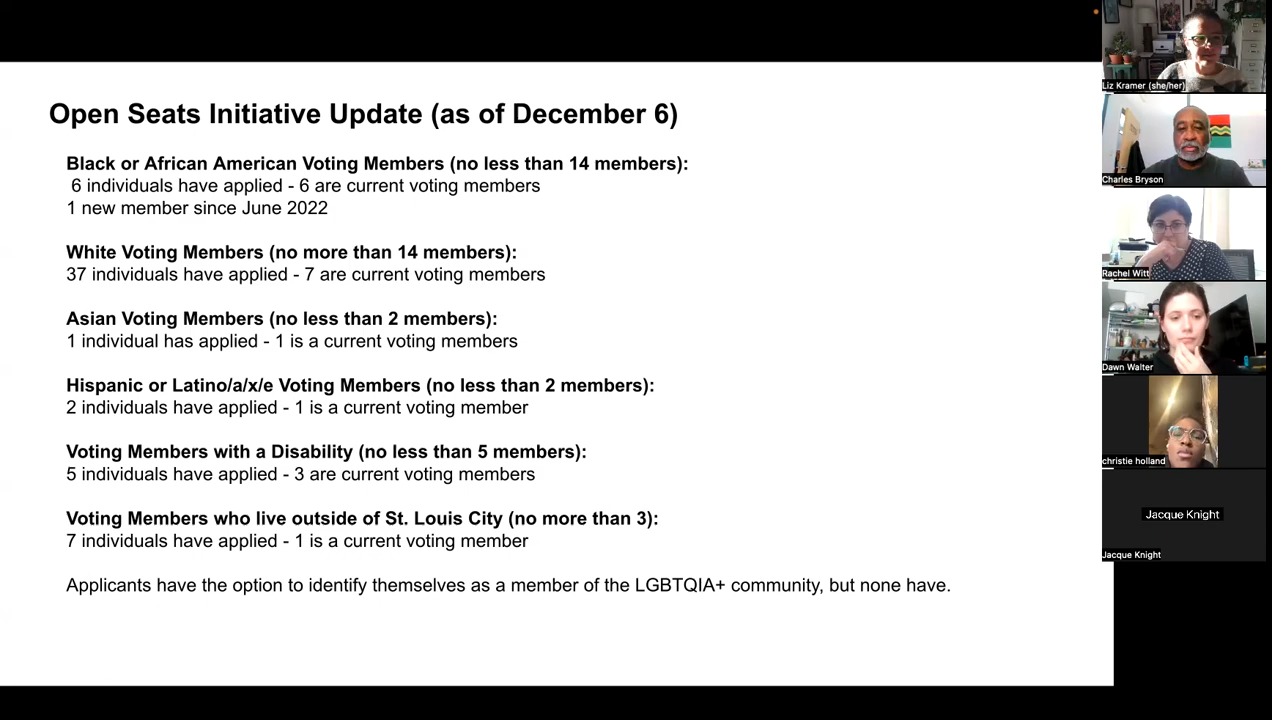 Open Seats Initiative Update (as of December 6)
Black or African American Voting Members (no less than 14 members):
6 individuals have applied - 6 are current voting members
1 new member since June 2022
White Voting Members (no more than 14 members):
37 individuals have applied - 7 are current voting members
Asian Voting Members (no less than 2 members):
1 individual has applied - 1 is a current voting members
Hispanic or Latino/a/x/e Voting Members (no less than 2 members):
2 individuals have applied - 1 is a current voting member
Voting Members with a Disability (no less than 5 members):
5 individuals have applied - 3 are current voting members
Voting Members who live outside of St. Louis City (no more than 3):
7 individuals have applied - 1 is a current voting member
Applicants have the option to identify themselves as a member of the LGBTQIA+ community, but none have.
Liz Kramer (she/her)
Charles Bryson
Rachel Witt
Dawn Walter
christie holland
Jacque Knight
Jacque Knight